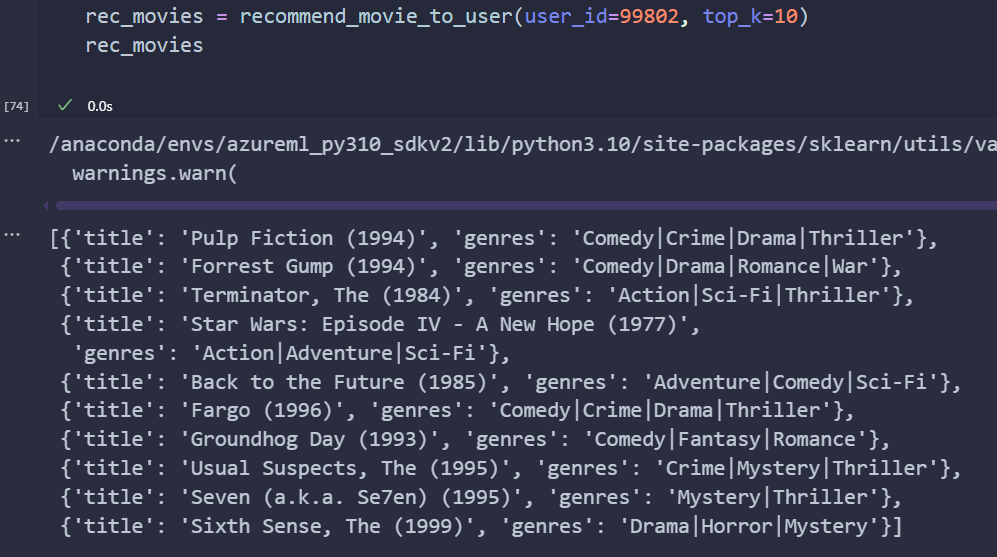 rec_movies = recommend_movie_to_user(user_id=99802, top_k=10)
rec_movies
[74]
0.0s
/anaconda/envs/azureml_py310_sdkv2/lib/python3.10/site-packages/sklearn/utils/va
warnings.warn(
[{'title': 'Pulp Fiction (1994)', 'genres': 'Comedy|Crime|Drama|Thriller'},
{'title': 'Forrest Gump (1994)', 'genres': 'Comedy|Drama|Romance|War'},
{'title': 'Terminator, The (1984)', 'genres': 'Action|Sci-Fi|Thriller'},
{'title': 'Star Wars: Episode IV - A New Hope (1977)',
'genres': 'Action|Adventure|Sci-Fi'},
{'title': 'Back to the Future (1985)', 'genres': 'Adventure|Comedy|Sci-Fi'},
{'title': 'Fargo (1996)', 'genres': 'Comedy|Crime|Drama|Thriller'},
{'title': 'Groundhog Day (1993)', 'genres': 'Comedy|Fantasy|Romance'},
{'title': 'Usual Suspects, The (1995)', 'genres': 'Crime|Mystery|Thriller'},
{'title': 'Seven (a.k.a. Se7en) (1995)', 'genres': 'Mystery|Thriller'},
{'title': 'Sixth Sense, The (1999)', 'genres': 'Drama|Horror|Mystery'}]